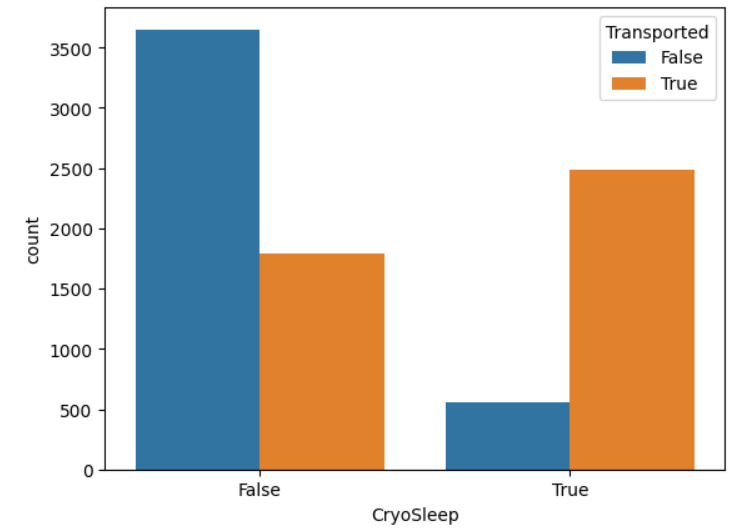 3500
3000
2500
2000
1500
1000
500
0
count
Transported
False
True
False True
CryoSleep